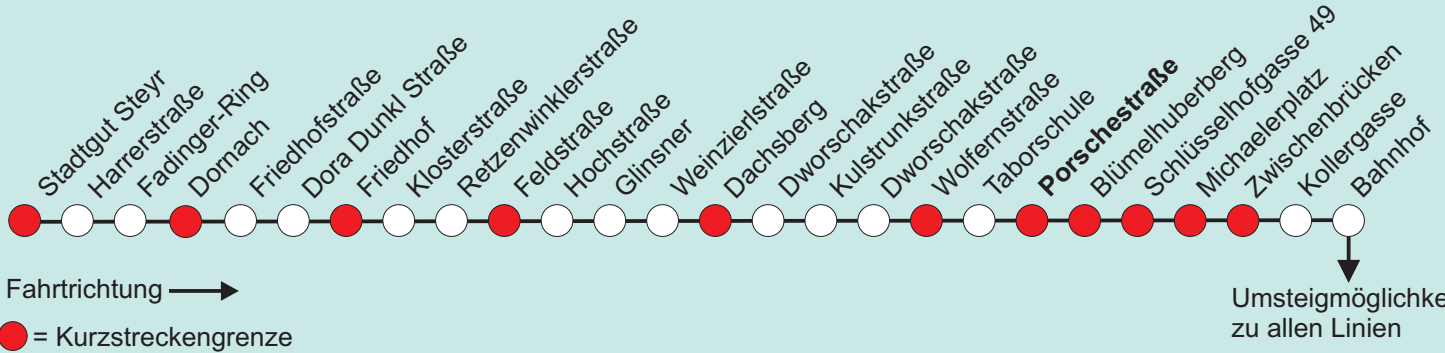 Stadtgut Steyr
Harrerstraße
Fadinger-Ring
Dornach
Friedhofstraße
Dora Dunkl Straße
Friedhof
Klosterstraße
Retzenwinklerstraße
Feldstraße
Hochstraße
Glinsner
Weinzierlstraße
Dachsberg
Dworschakstraße
Kulstrunkstraße
Dworschakstraße
Wolfernstraße
Taborschule
Porschestraße
Blümelhuberberg
Schlüsselhofgasse 49
Michaelerplatz
Zwischenbrücken
Kollergasse
Bahnhof
Fahrtrichtung
= Kurzstreckengrenze
Umsteigmöglichke
zu allen Linien